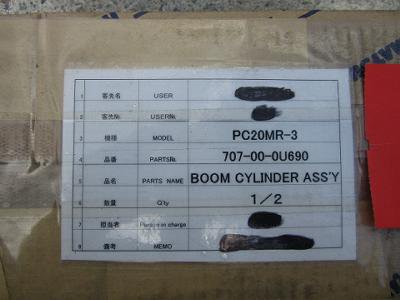 1 客先名 USER
2 客先№ USER№
3 機種 MODEL PC20MR-3
4 品番 PARTS№ 707-00-0U690
5 品名 PARTS NAME BOOM CYLINDER ASS'Y
6 数量 Q'ty 1/2
7 担当者 Person in charge
8 備考 MEMO